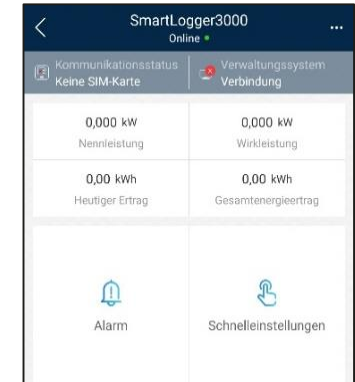 SmartLogger3000
Online
Kommunikationsstatus
Keine SIM-Karte
Verwaltungssystem
Verbindung
0,000 kW
Nennleistung
0,000 kW
Wirkleistung
0,00 kWh
Heutiger Ertrag
0,00 kWh
Gesamtenergieertrag
Alarm
Schnelleinstellungen